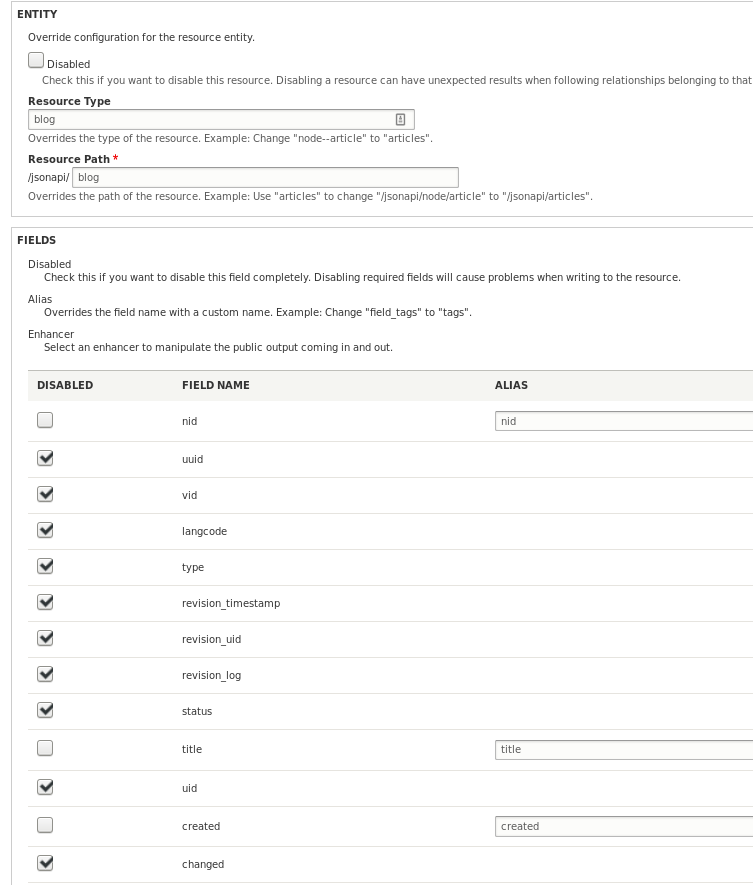 ENTITY
Override configuration for the resource entity.
Disabled
Check this if you want to disable this resource. Disabling a resource can have unexpected results when following relationships belonging to that
Resource Type
blog
Overrides the type of the resource. Example: Change "node--article" to "articles".
Resource Path *
/jsonapi/ blog
Overrides the path of the resource. Example: Use "articles" to change "/jsonapi/node/article" to "/jsonapi/articles".
FIELDS
Disabled
Check this if you want to disable this field completely. Disabling required fields will cause problems when writing to the resource.
Alias
Overrides the field name with a custom name. Example: Change "field_tags" to "tags".
Enhancer
Select an enhancer to manipulate the public output coming in and out.
DISABLED FIELD NAME ALIAS
nid nid
uuid
vid
langcode
type
revision_timestamp
revision_uid
revision_log
status
title title
uid
created created
changed